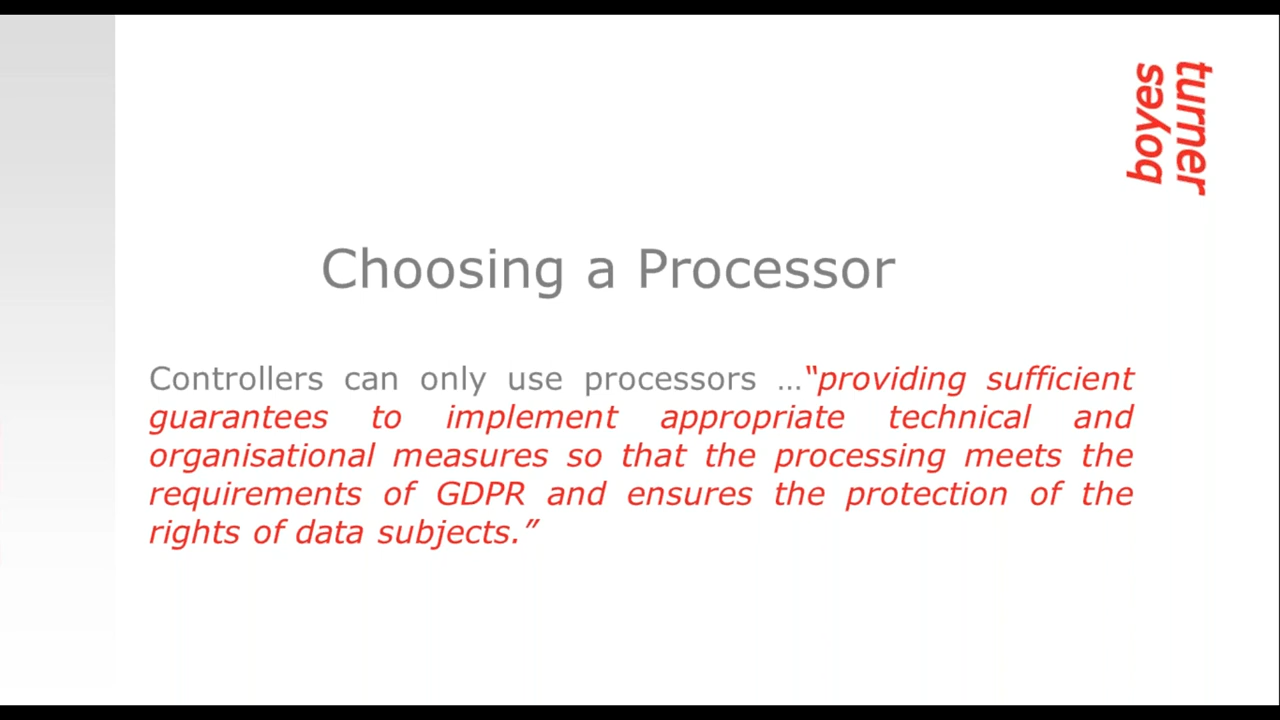 boyes
turner
Choosing a Processor
Controllers can only use processors …“providing sufficient
guarantees to implement appropriate technical and
organisational measures so that the processing meets the
requirements of GDPR and ensures the protection of the
rights of data subjects.”